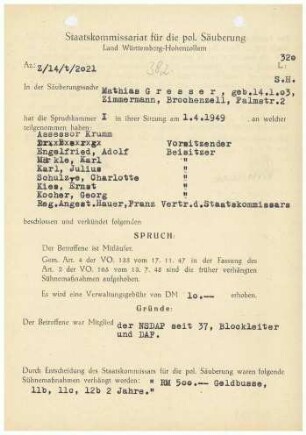 Staatskommissariat für die pol. Säuberung
Land Württemberg-Hohenzollern
320
Az: Z/14/t/2021
382
L.:
S.H.
In der Säuberungssache Mathias Gresser, geb.14.1.03,
Zimmermann, Brochenzell, Palmstr.2
hat die Spruchkammer I in ihrer Sitzung am 1.4.1949 , an welcher
teilgenommen haben:
Assessor Krumm
Vorsitzender
Engelfried, Adolf Beisitzer
Märkle, Karl "
Karl, Julius "
Schulz, Charlotte "
Kies, Ernst "
Kocher, Georg "
Reg.Angest.Hauer,Franz Vertr.d.Staatskommissars
beschlossen und verkündet folgenden
SPRUCH:
Der Betroffene ist Mitläufer.
Gem. Art. 4 der VO. 133 vom 17. 11. 47 in der Fassung des
Art. 3 der VO. 165 vom 13. 7. 48 sind die früher verhängten
Sühnemaßnahmen aufgehoben.
Es wird eine Verwaltungsgebühr von DM 10.-- erhoben.
Gründe:
Der Betroffene war Mitglied der NSDAP seit 37, Blockleiter
und DAF.
Durch Entscheidung des Staatskommissars für die pol. Säuberung waren folgende
Sühnemaßnahmen verhängt worden: " RM 500.-- Geldbusse,
11b, 11c, 12b 2 Jahre."